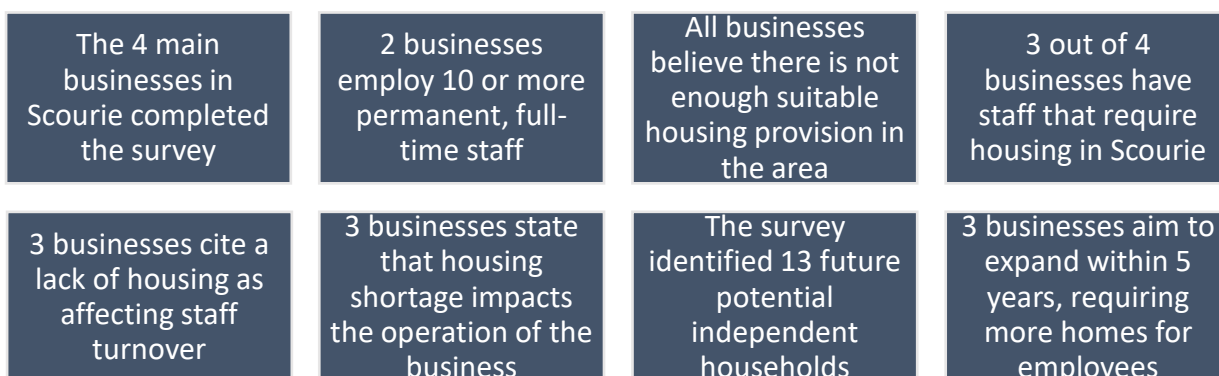 The 4 main
businesses in
Scourie completed
the survey
2 businesses
employ 10 or more
permanent, full-
time staff
All businesses
believe there is not
enough suitable
housing provision in
the area
3 out of 4
businesses have
staff that require
housing in Scourie
3 businesses cite a
lack of housing as
affecting staff
turnover
3 businesses state
that housing
shortage impacts
the operation of the
business
The survey
identified 13 future
potential
independent
households
3 businesses aim to
expand within 5
years, requiring
more homes for
employees